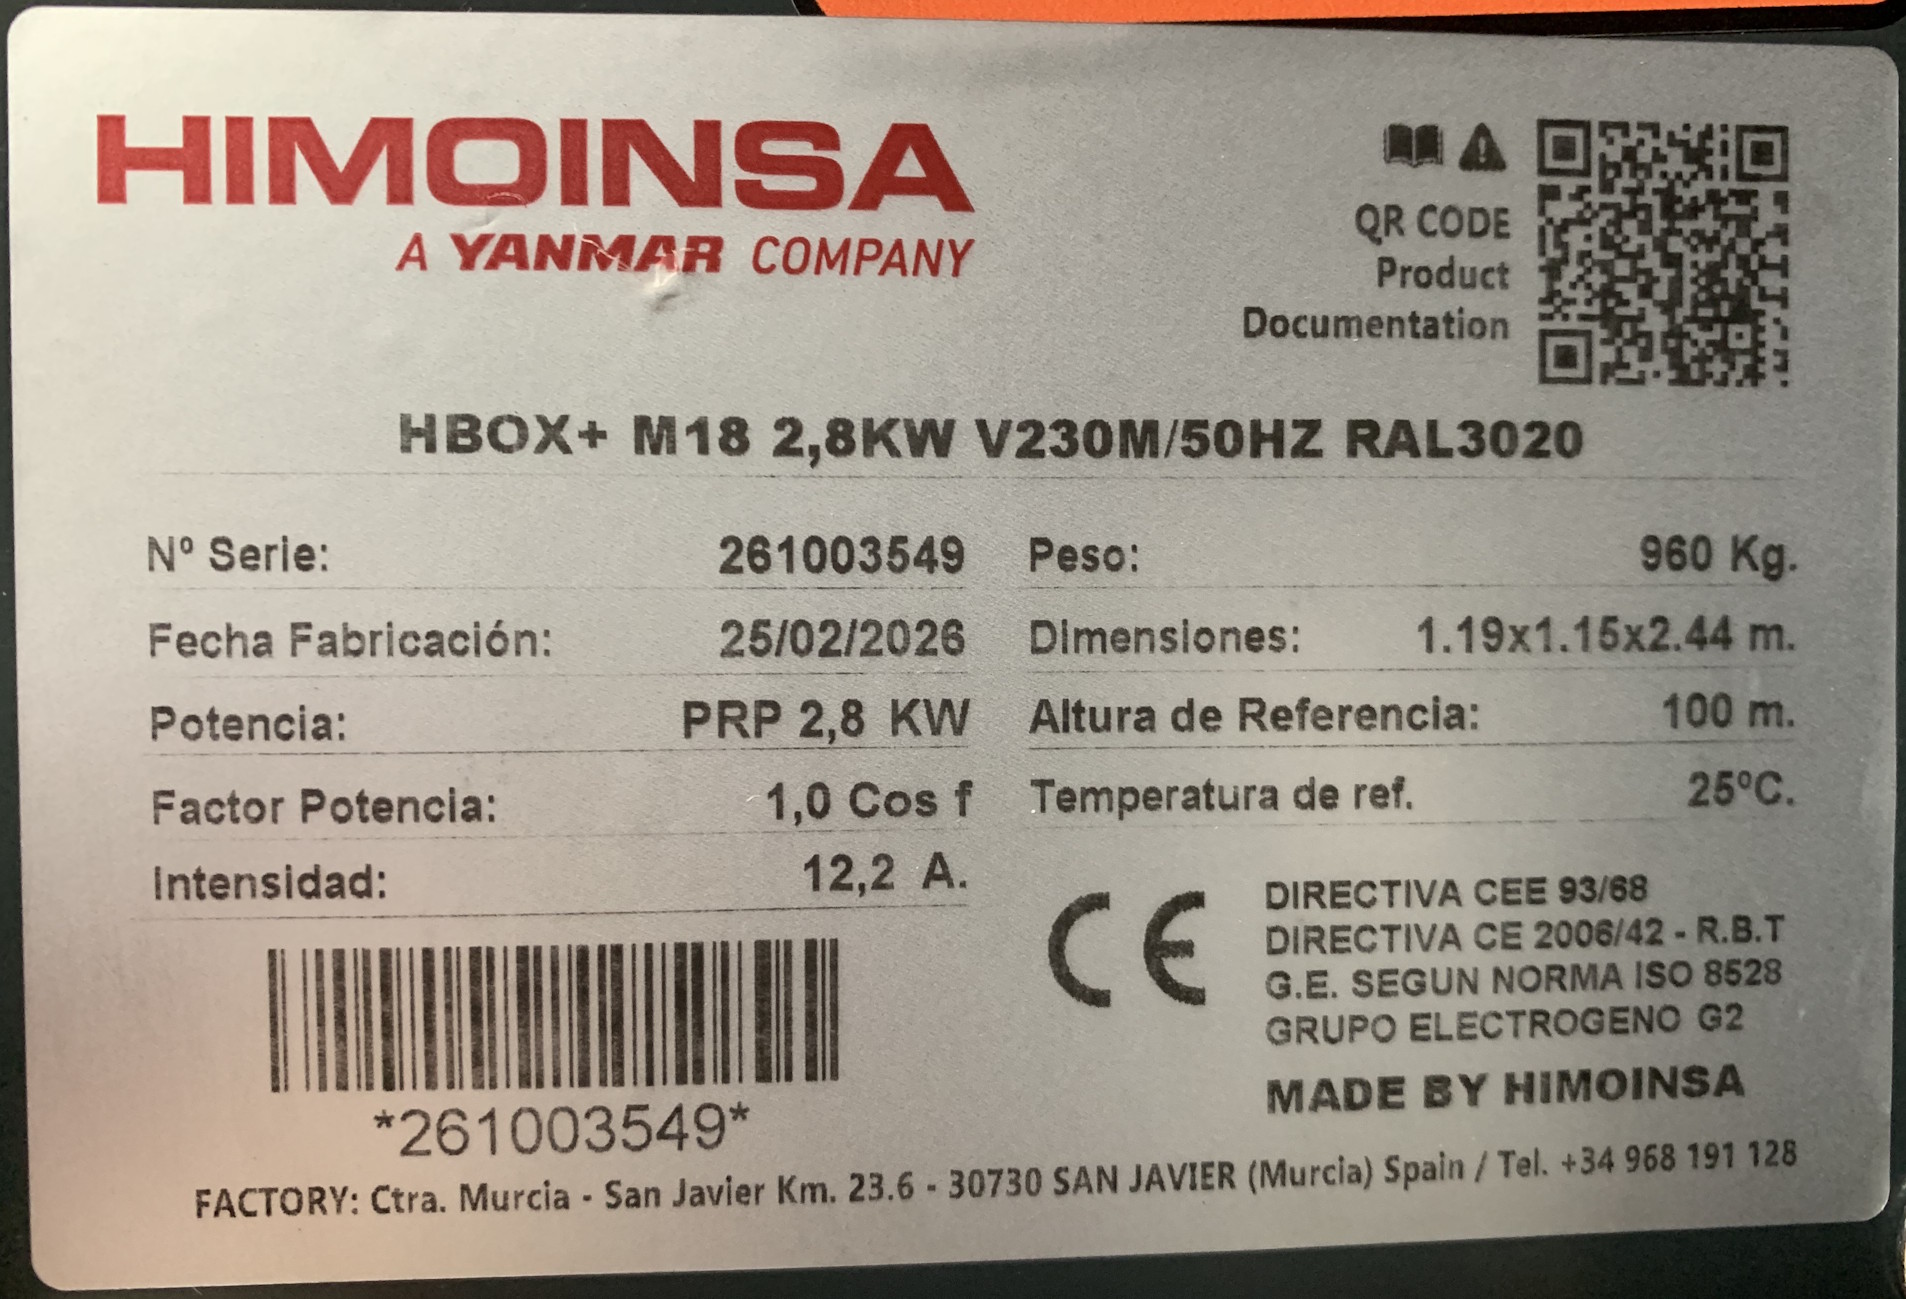 HIMOINSA
A YANMAR COMPANY
QR CODE
Product
Documentation
HBOX+ M18 2,8KW V230M/50HZ RAL3020
Nº Serie: 261003549
Fecha Fabricación: 25/02/2026
Potencia: PRP 2,8 KW
Factor Potencia: 1,0 Cos f
Intensidad: 12,2 A.
Peso: 960 Kg.
Dimensiones: 1.19x1.15x2.44 m.
Altura de Referencia: 100 m.
Temperatura de ref. 25ºC.
CE
DIRECTIVA CEE 93/68
DIRECTIVA CE 2006/42 - R.B.T
G.E. SEGUN NORMA ISO 8528
GRUPO ELECTROGENO G2
MADE BY HIMOINSA
*261003549*
FACTORY: Ctra. Murcia - San Javier Km. 23.6 - 30730 SAN JAVIER (Murcia) Spain / Tel. +34 968 191 128